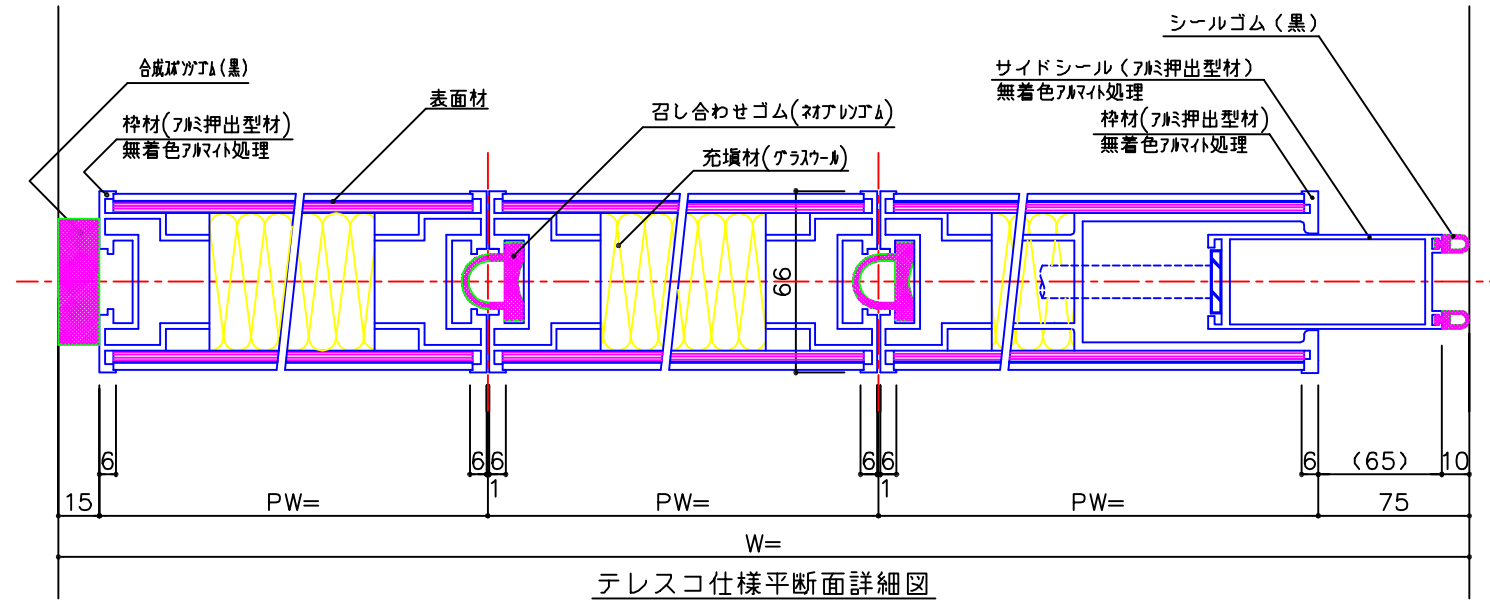 シールゴム（黒）
合成ｽﾎﾟﾝｼﾞｺﾞﾑ(黒)
サイドシール（ｱﾙﾐ押出型材）
無着色ｱﾙﾏｲﾄ処理
表面材
召し合わせゴム(ﾈｵﾌﾟﾚﾝｺﾞﾑ)
枠材(ｱﾙﾐ押出型材)
無着色ｱﾙﾏｲﾄ処理
枠材(ｱﾙﾐ押出型材)
無着色ｱﾙﾏｲﾄ処理
充填材(ｸﾞﾗｽｳｰﾙ)
66
6
6
6
6
6
6
(65)
10
1
1
15
PW=
PW=
PW=
75
W=
テレスコ仕様平断面詳細図